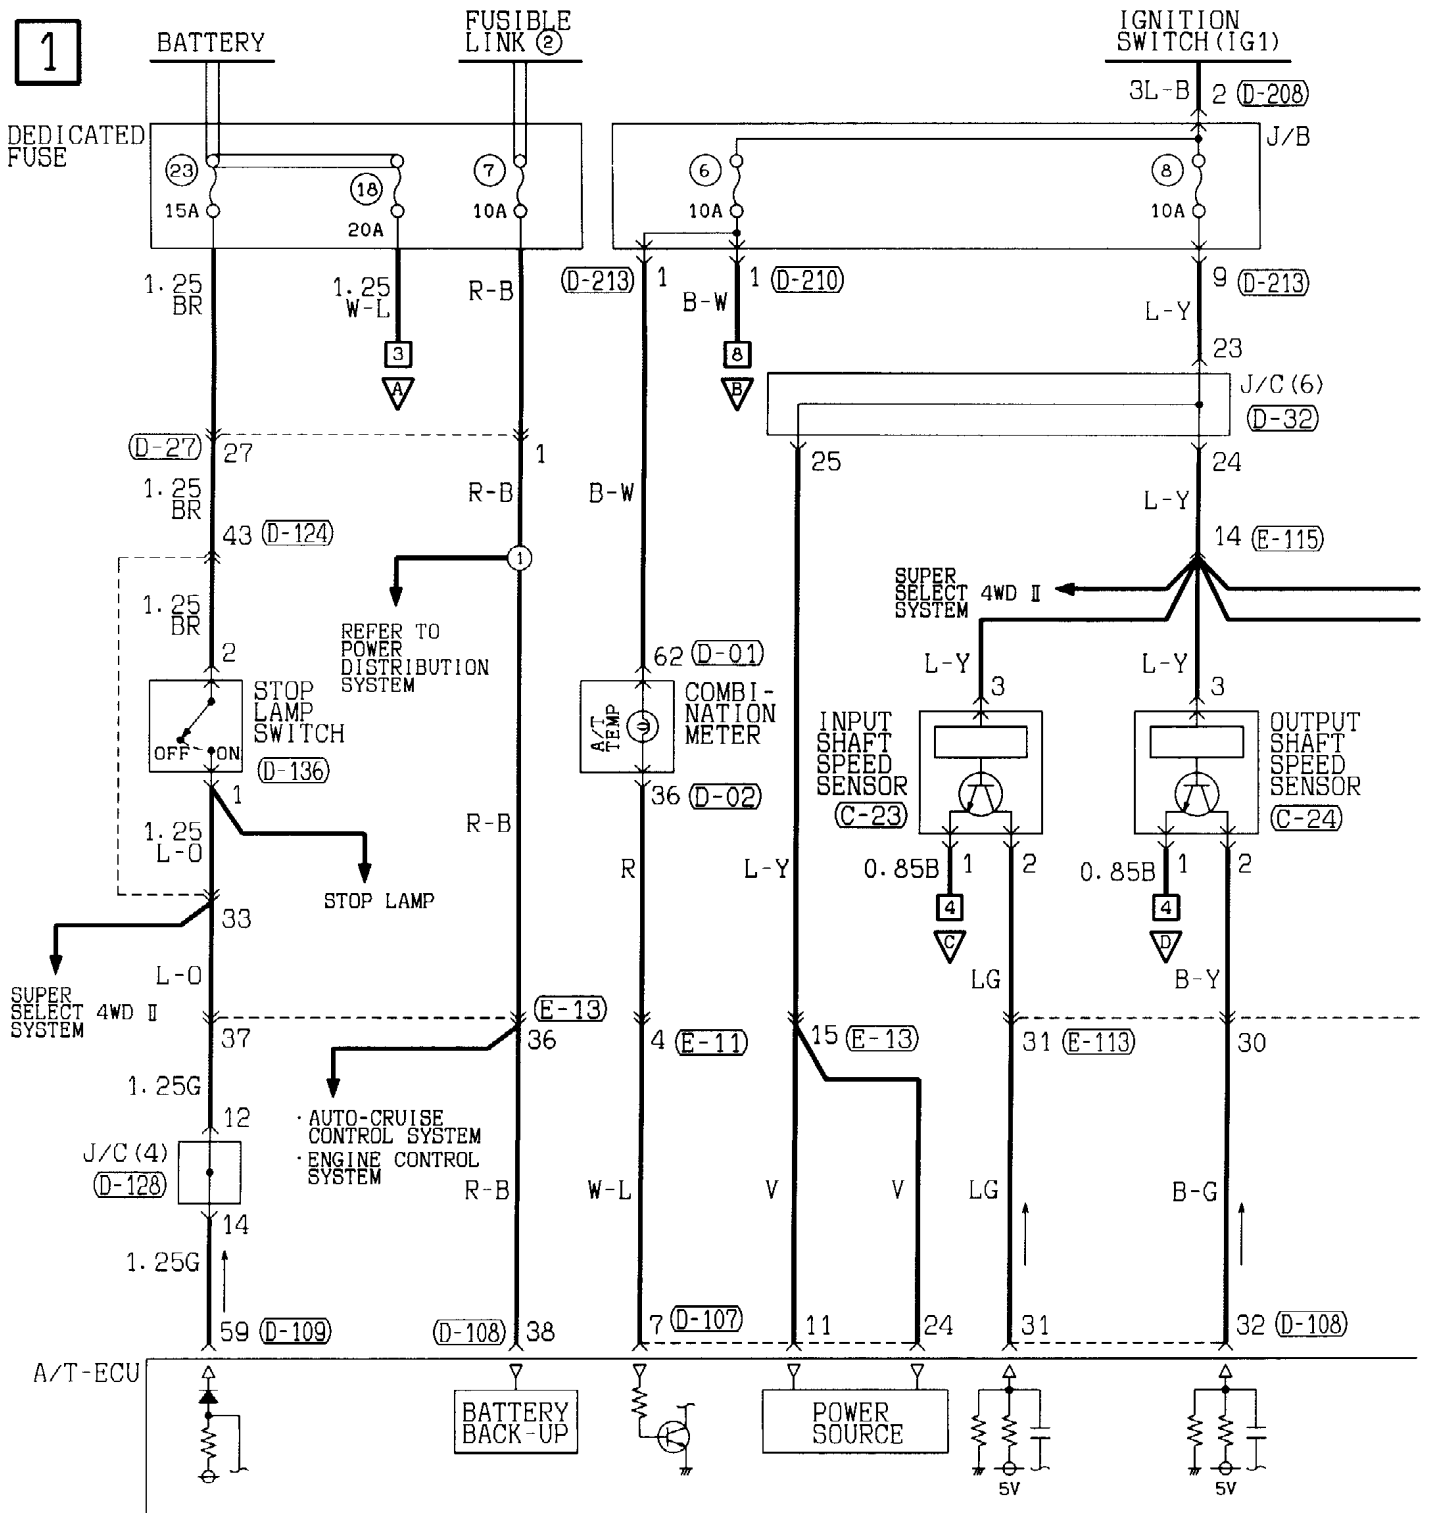 1
BATTERY
FUSIBLE
LINK ②
IGNITION
SWITCH(IG1)
3L-B 2 D-208
DEDICATED
FUSE
J/B
23
18
7
6
8
15A
20A
10A
10A
10A
1.25
BR
1.25
W-L
R-B
D-213 1
B-W
1 D-210
9 D-213
L-Y
3
A
8
B
23
J/C(6)
D-32
D-27 27
1
25
24
1.25
BR
R-B
B-W
L-Y
43 D-124
1
14 E-115
SUPER
SELECT 4WD Ⅱ
SYSTEM
1.25
BR
REFER TO
POWER
DISTRIBUTION
SYSTEM
2
62 D-01
L-Y
L-Y
3
3
STOP
LAMP
SWITCH
OFF ON
D-136
A/T
TEMP
COMBI-
NATION
METER
INPUT
SHAFT
SPEED
SENSOR
C-23
OUTPUT
SHAFT
SPEED
SENSOR
C-24
1
36 D-02
1.25
L-O
R-B
R
L-Y
0.85B 1
2
0.85B 1
2
STOP LAMP
4
C
4
D
33
L-O
LG
B-Y
SUPER
SELECT 4WD Ⅱ
SYSTEM
37
E-13
36
4 E-11
15 E-13
31 E-113
30
1.25G
12
·AUTO-CRUISE
CONTROL SYSTEM
·ENGINE CONTROL
SYSTEM
J/C(4)
D-128
R-B
W-L
V
V
LG
B-G
14
1.25G
59 D-109
D-108 38
7 D-107
11
24
31
32 D-108
A/T-ECU
BATTERY
BACK-UP
POWER
SOURCE
5V
5V